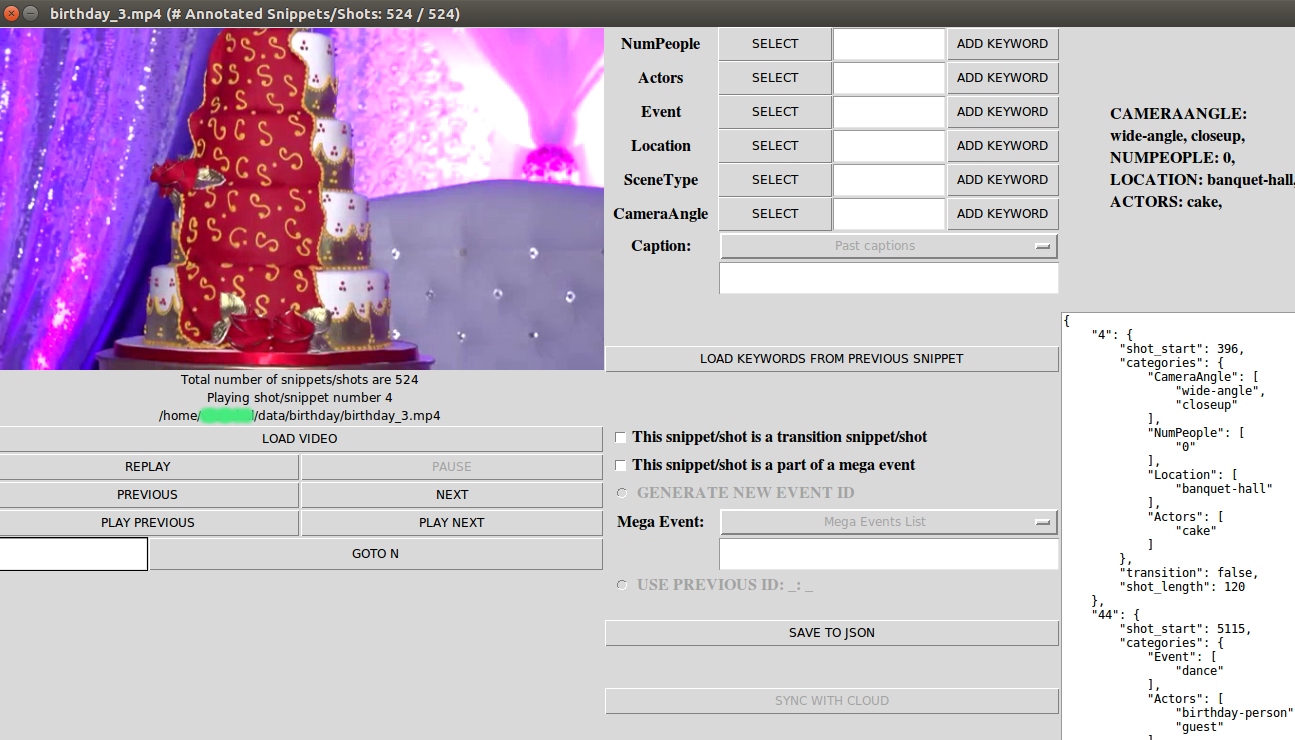 birthday_3.mp4 (# Annotated Snippets/Shots: 524 / 524)
NumPeople SELECT ADD KEYWORD
Actors SELECT ADD KEYWORD
Event SELECT ADD KEYWORD
Location SELECT ADD KEYWORD
SceneType SELECT ADD KEYWORD
CameraAngle SELECT ADD KEYWORD
Caption: Past captions
CAMERAANGLE:
wide-angle, closeup,
NUMPEOPLE: 0,
LOCATION: banquet-hall,
ACTORS: cake,
LOAD KEYWORDS FROM PREVIOUS SNIPPET
Total number of snippets/shots are 524
Playing shot/snippet number 4
/home/ /data/birthday/birthday_3.mp4
LOAD VIDEO
REPLAY PAUSE
PREVIOUS NEXT
PLAY PREVIOUS PLAY NEXT
GOTO N
This snippet/shot is a transition snippet/shot
This snippet/shot is a part of a mega event
GENERATE NEW EVENT ID
Mega Event: Mega Events List
USE PREVIOUS ID: _: _
SAVE TO JSON
SYNC WITH CLOUD
{
"4": {
"shot_start": 396,
"categories": {
"CameraAngle": [
"wide-angle",
"closeup"
],
"NumPeople": [
"0"
],
"Location": [
"banquet-hall"
],
"Actors": [
"cake"
]
},
"transition": false,
"shot_length": 120
},
"44": {
"shot_start": 5115,
"categories": {
"Event": [
"dance"
],
"Actors": [
"birthday-person"
"guest"
]